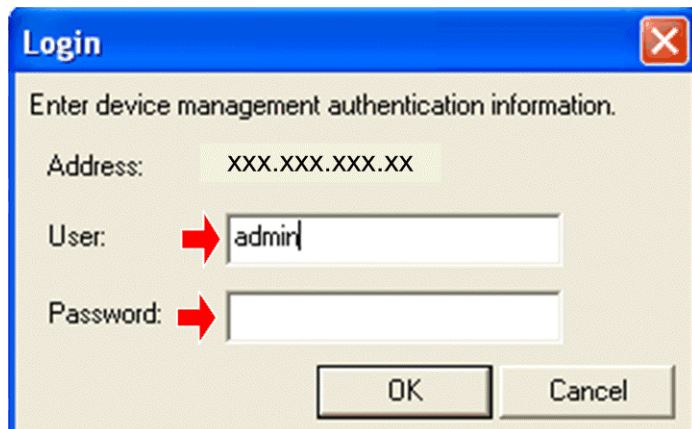 Login
Enter device management authentication information.
Address: xxx.xxx.xxx.xx
User: admin
Password:
OK Cancel